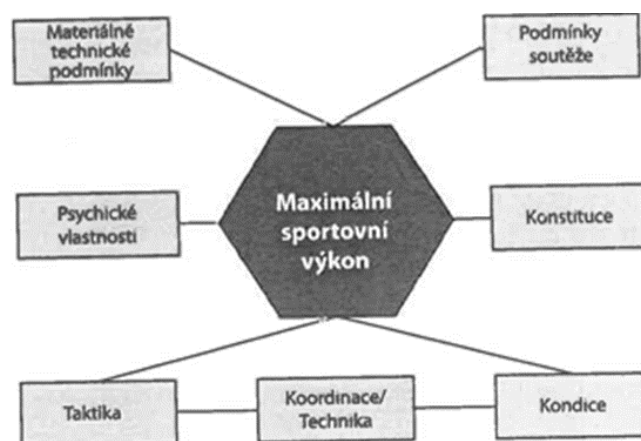 Materiálně
technické
podmínky
Podmínky
soutěže
Psychické
vlastnosti
Maximální
sportovní
výkon
Konstituce
Taktika
Koordinace/
Technika
Kondice